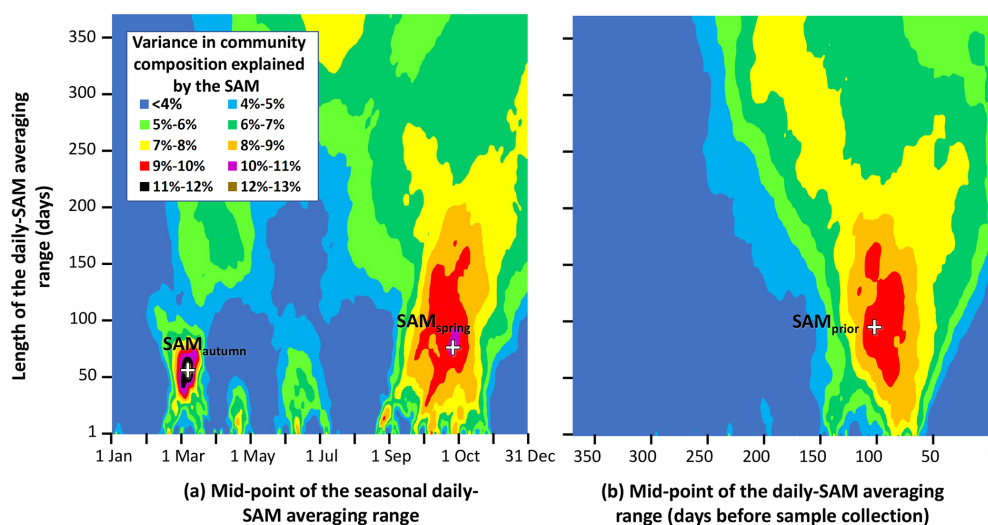 Variance in community
composition explained
by the SAM
<4% 4%-5%
5%-6% 6%-7%
7%-8% 8%-9%
9%-10% 10%-11%
11%-12% 12%-13%
Length of the daily-SAM averaging
range (days)
350
300
250
200
150
100
50
1
SAMautumn
SAMspring
SAMprior
1 Jan 1 Mar 1 May 1 Jul 1 Sep 1 Oct 31 Dec
350 300 250 200 150 100 50
(a) Mid-point of the seasonal daily-
SAM averaging range
(b) Mid-point of the daily-SAM averaging
range (days before sample collection)